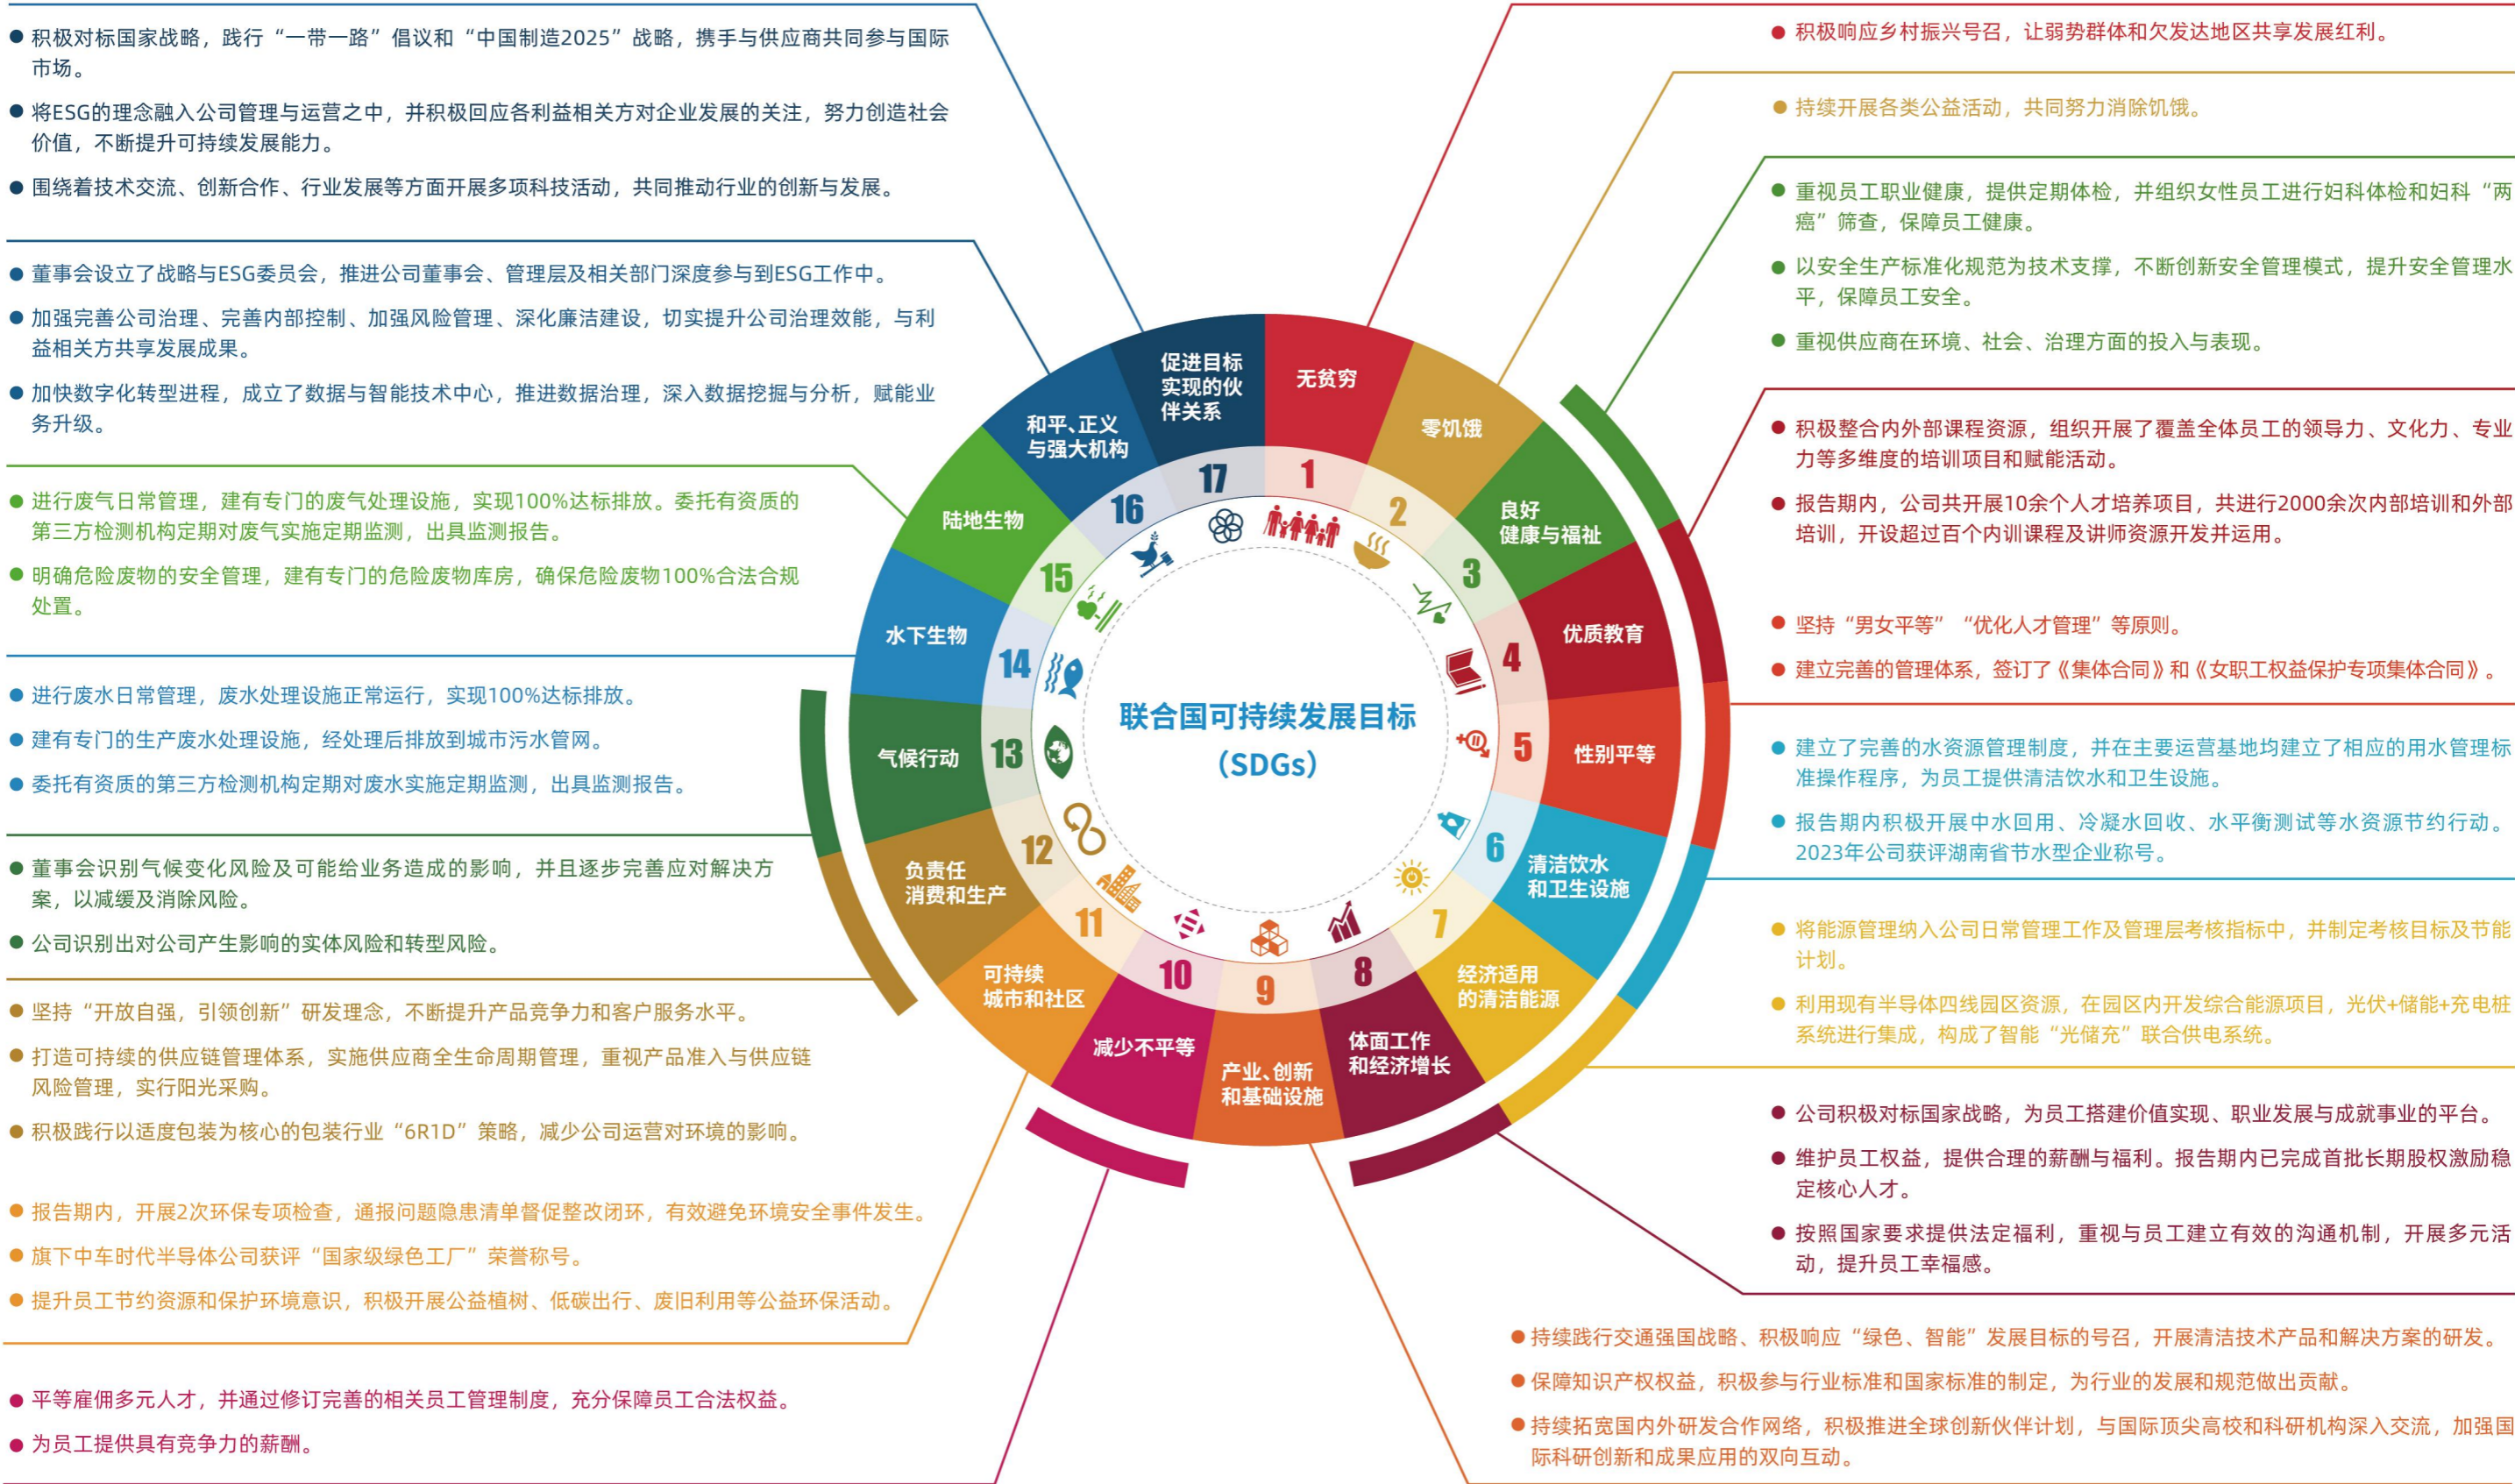 ● 积极对标国家战略，践行“一带一路”倡议和“中国制造2025”战略，携手与供应商共同参与国际
市场。
● 将ESG的理念融入公司管理与运营之中，并积极回应各利益相关方对企业发展的关注，努力创造社会
价值，不断提升可持续发展能力。
● 围绕着技术交流、创新合作、行业发展等方面开展多项科技活动，共同推动行业的创新与发展。
● 董事会设立了战略与ESG委员会，推进公司董事会、管理层及相关部门深度参与到ESG工作中。
● 加强完善公司治理、完善内部控制、加强风险管理、深化廉洁建设，切实提升公司治理效能，与利
益相关方共享发展成果。
● 加快数字化转型进程，成立了数据与智能技术中心，推进数据治理，深入数据挖掘与分析，赋能业
务升级。
● 进行废气日常管理，建有专门的废气处理设施，实现100%达标排放。委托有资质的
第三方检测机构定期对废气实施定期监测，出具监测报告。
● 明确危险废物的安全管理，建有专门的危险废物库房，确保危险废物100%合法合规
处置。
● 进行废水日常管理，废水处理设施正常运行，实现100%达标排放。
● 建有专门的生产废水处理设施，经处理后排放到城市污水管网。
● 委托有资质的第三方检测机构定期对废水实施定期监测，出具监测报告。
● 董事会识别气候变化风险及可能给业务造成的影响，并且逐步完善应对解决方
案，以减缓及消除风险。
● 公司识别出对公司产生影响的实体风险和转型风险。
● 坚持“开放自强，引领创新”研发理念，不断提升产品竞争力和客户服务水平。
● 打造可持续的供应链管理体系，实施供应商全生命周期管理，重视产品准入与供应链
风险管理，实行阳光采购。
● 积极践行以适度包装为核心的包装行业“6R1D”策略，减少公司运营对环境的影响。
● 报告期内，开展2次环保专项检查，通报问题隐患清单督促整改闭环，有效避免环境安全事件发生。
● 旗下中车时代半导体公司获评“国家级绿色工厂”荣誉称号。
● 提升员工节约资源和保护环境意识，积极开展公益植树、低碳出行、废旧利用等公益环保活动。
● 平等雇佣多元人才，并通过修订完善的相关员工管理制度，充分保障员工合法权益。
● 为员工提供具有竞争力的薪酬。
联合国可持续发展目标
（SDGs）
无贫穷
1
零饥饿
2
良好
健康与福祉
3
优质教育
4
性别平等
5
清洁饮水
和卫生设施
6
经济适用
的清洁能源
7
体面工作
和经济增长
8
产业、创新
和基础设施
9
减少不平等
10
可持续
城市和社区
11
负责任
消费和生产
12
气候行动
13
水下生物
14
陆地生物
15
和平、正义
与强大机构
16
促进目标
实现的伙
伴关系
17
● 积极响应乡村振兴号召，让弱势群体和欠发达地区共享发展红利。
● 持续开展各类公益活动，共同努力消除饥饿。
● 重视员工职业健康，提供定期体检，并组织女性员工进行妇科体检和妇科“两
癌”筛查，保障员工健康。
● 以安全生产标准化规范为技术支撑，不断创新安全管理模式，提升安全管理水
平，保障员工安全。
● 重视供应商在环境、社会、治理方面的投入与表现。
● 积极整合内外部课程资源，组织开展了覆盖全体员工的领导力、文化力、专业
力等多维度的培训项目和赋能活动。
● 报告期内，公司共开展10余个人才培养项目，共进行2000余次内部培训和外部
培训，开设超过百个内训课程及讲师资源开发并运用。
● 坚持“男女平等”“优化人才管理”等原则。
● 建立完善的管理体系，签订了《集体合同》和《女职工权益保护专项集体合同》。
● 建立了完善的水资源管理制度，并在主要运营基地均建立了相应的用水管理标
准操作程序，为员工提供清洁饮水和卫生设施。
● 报告期内积极开展中水回用、冷凝水回收、水平衡测试等水资源节约行动。
2023年公司获评湖南省节水型企业称号。
● 将能源管理纳入公司日常管理工作及管理层考核指标中，并制定考核目标及节能
计划。
● 利用现有半导体四线园区资源，在园区内开发综合能源项目，光伏+储能+充电桩
系统进行集成，构成了智能“光储充”联合供电系统。
● 公司积极对标国家战略，为员工搭建价值实现、职业发展与成就事业的平台。
● 维护员工权益，提供合理的薪酬与福利。报告期内已完成首批长期股权激励稳
定核心人才。
● 按照国家要求提供法定福利，重视与员工建立有效的沟通机制，开展多元活
动，提升员工幸福感。
● 持续践行交通强国战略、积极响应“绿色、智能”发展目标的号召，开展清洁技术产品和解决方案的研发。
● 保障知识产权权益，积极参与行业标准和国家标准的制定，为行业的发展和规范做出贡献。
● 持续拓宽国内外研发合作网络，积极推进全球创新伙伴计划，与国际顶尖高校和科研机构深入交流，加强国
际科研创新和成果应用的双向互动。